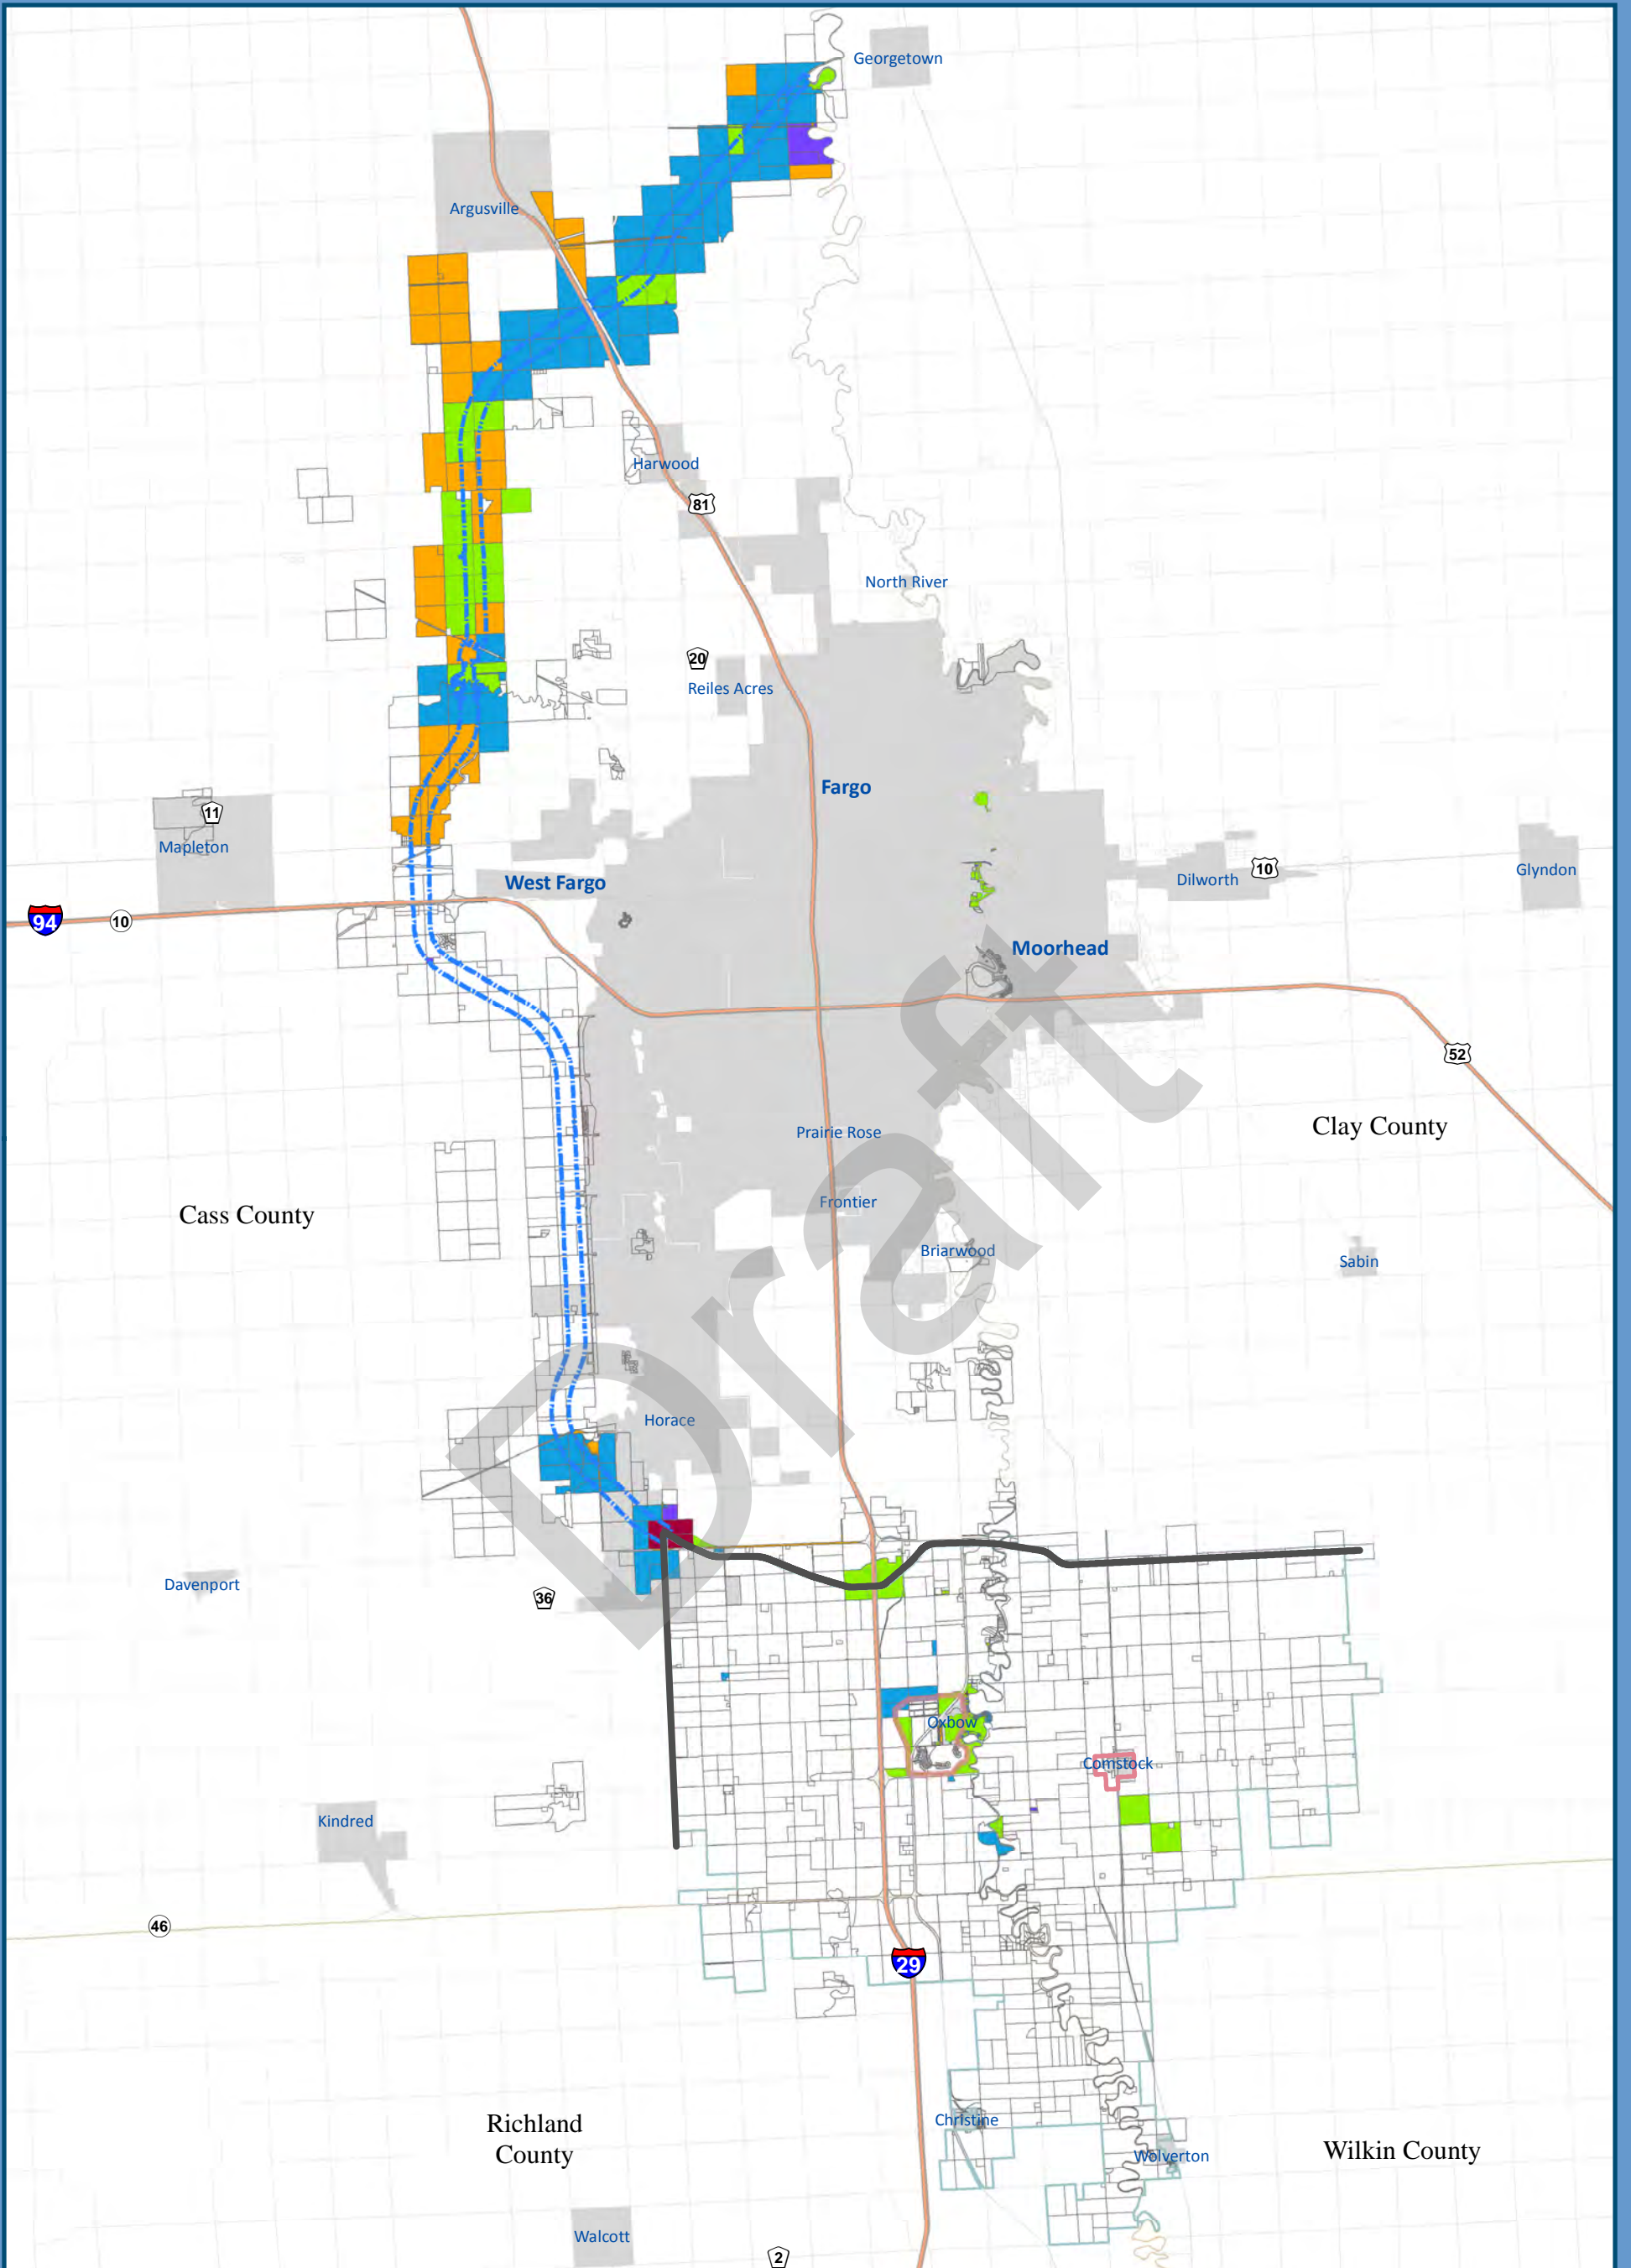 Georgetown
Argusville
Harwood
81
North River
20
Reiles Acres
Fargo
11
Mapleton
West Fargo
10
Dilworth
Glyndon
94
10
Moorhead
52
Clay County
Prairie Rose
Cass County
Frontier
Briarwood
Sabin
Draft
Horace
Davenport
36
Oxbow
Comstock
Kindred
46
29
Christine
Richland
County
Wilkin County
Wolverton
Walcott
2